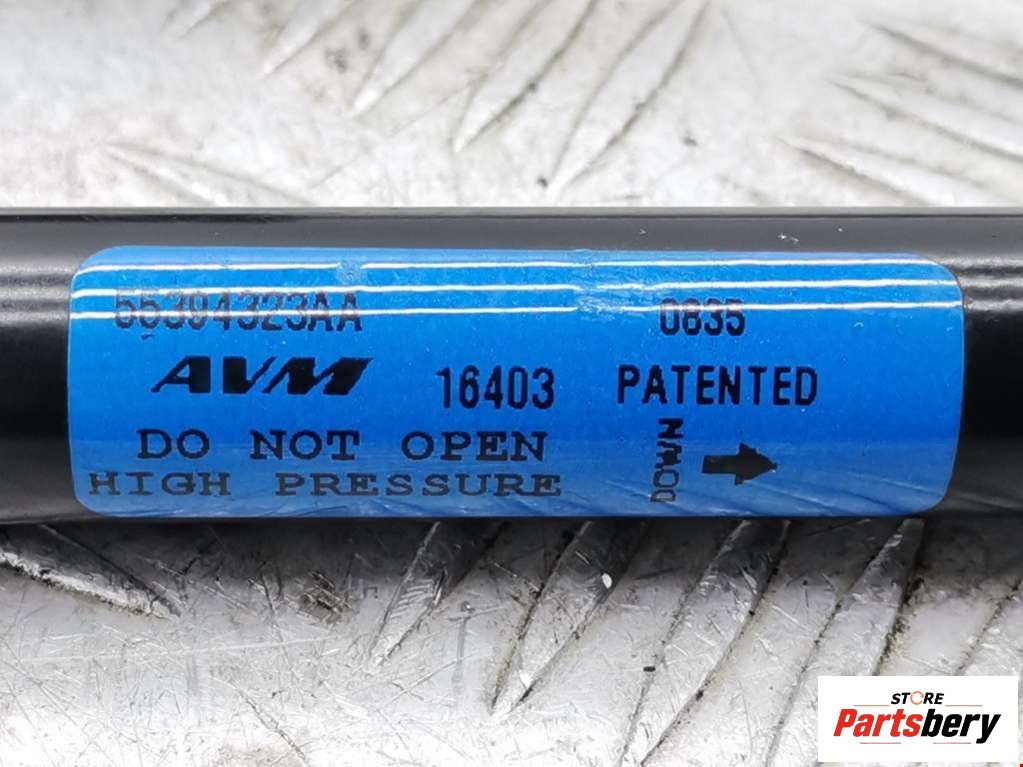 55394323AA 0835
AVM 16403 PATENTED
DO NOT OPEN
HIGH PRESSURE
DOWN
STORE
Partsbery